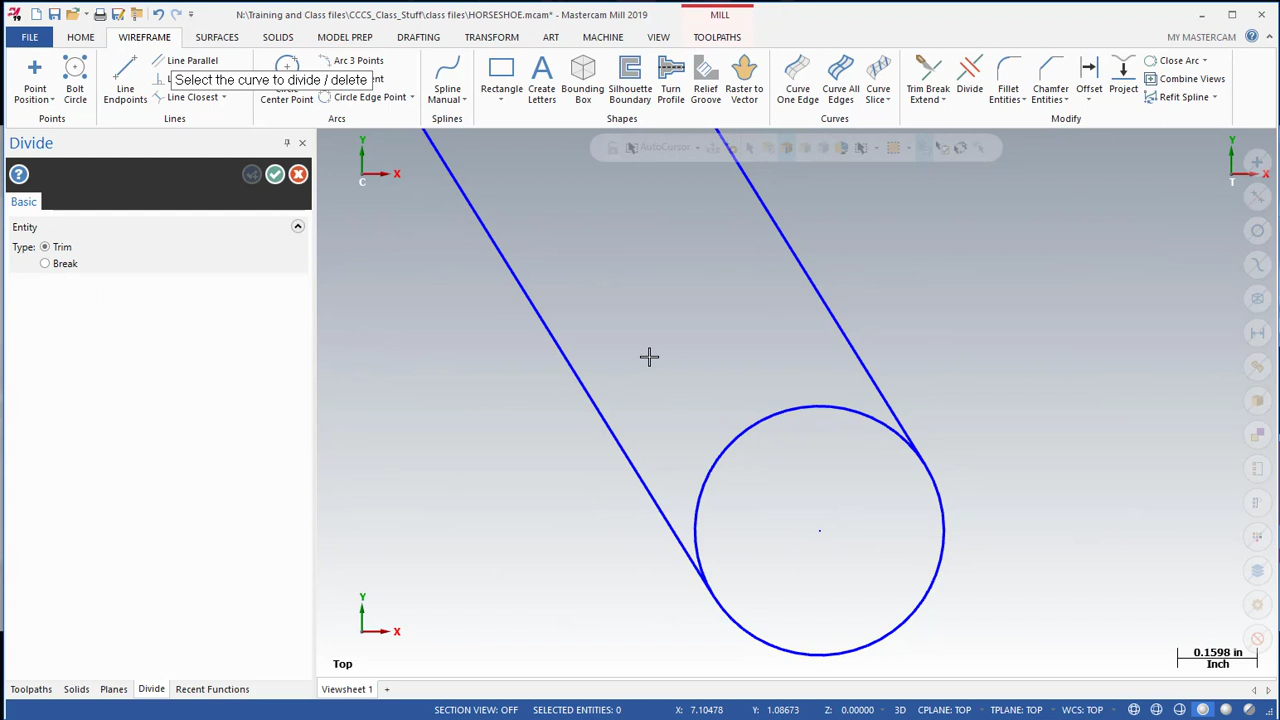 N:\Training and Class files\CCCS_Class_Stuff\class files\HORSESHOE.mcam* - Mastercam Mill 2019
MILL
FILE HOME WIREFRAME SURFACES SOLIDS MODEL PREP DRAFTING TRANSFORM ART MACHINE VIEW TOOLPATHS MY MASTERCAM
Point Position
Bolt Circle
Points
Line Endpoints
Line Parallel
Select the curve to divide / delete
Line Closest
Lines
Circle Center Point
Arc 3 Points
Circle Edge Point
Arcs
Spline Manual
Splines
Rectangle
Create Letters
Bounding Box
Silhouette Boundary
Turn Profile
Relief Groove
Raster to Vector
Shapes
Curve One Edge
Curve All Edges
Curve Slice
Curves
Trim Break Extend
Divide
Fillet Entities
Chamfer Entities
Offset
Project
Close Arc
Combine Views
Refit Spline
Modify
Divide
Basic
Entity
Type: Trim
Break
AutoCursor
Y
X
C
Y
X
T
Y
X
Top
0.1598 in
Inch
Toolpaths Solids Planes Divide Recent Functions
Viewsheet 1 +
SECTION VIEW: OFF SELECTED ENTITIES: 0 X: 7.10478 Y: 1.08673 Z: 0.00000 3D CPLANE: TOP TPLANE: TOP WCS: TOP